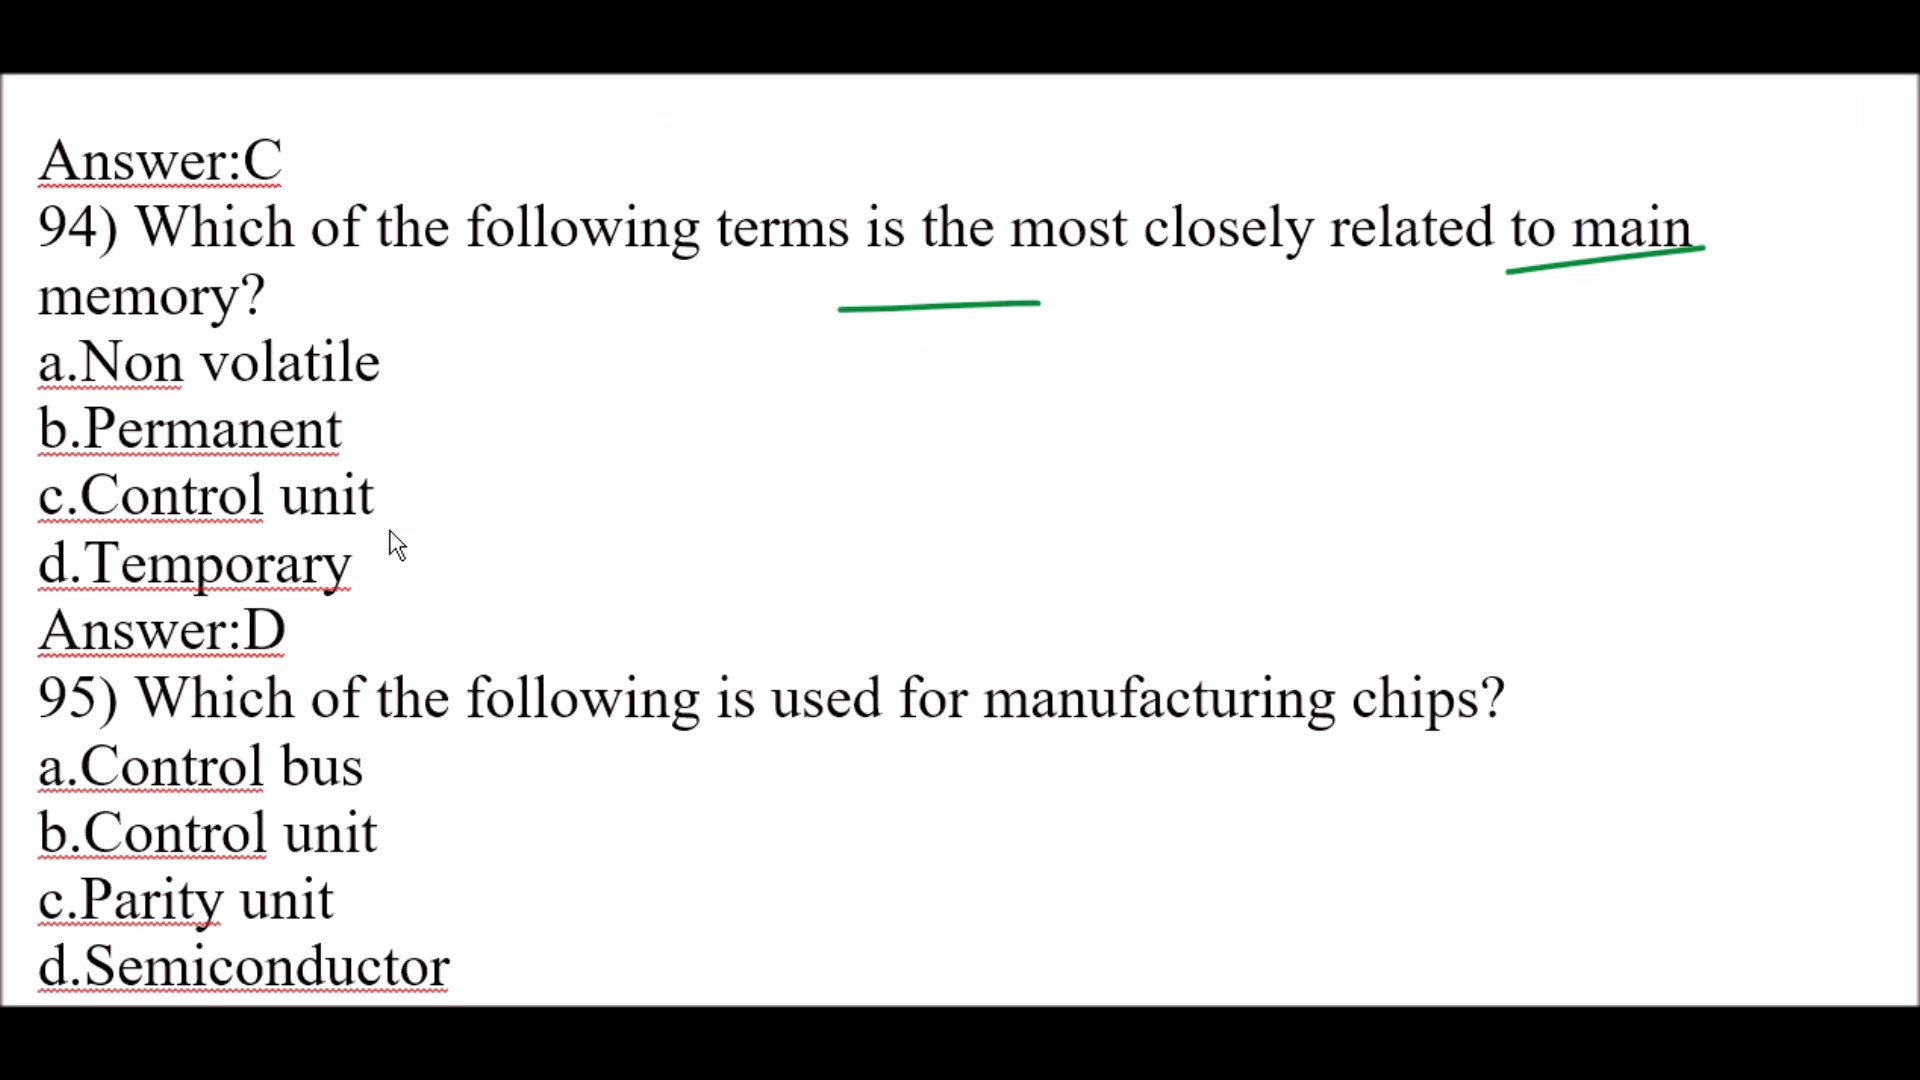 Answer:C
94) Which of the following terms is the most closely related to main
memory?
a.Non volatile
b.Permanent
c.Control unit
d.Temporary
Answer:D
95) Which of the following is used for manufacturing chips?
a.Control bus
b.Control unit
c.Parity unit
d.Semiconductor